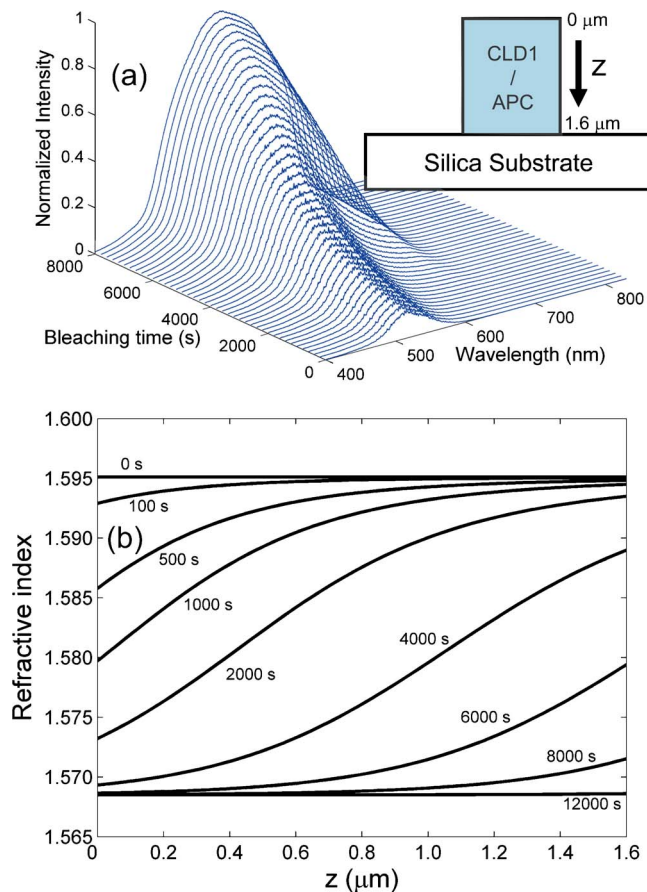 (a)
Normalized Intensity
1
0.8
0.6
0.4
0.2
0
8000
6000
4000
2000
0
Bleaching time (s)
400
500
600
700
800
Wavelength (nm)
CLD1
/
APC
0 μm
Z
1.6 μm
Silica Substrate
(b)
Refractive index
1.600
1.595
1.590
1.585
1.580
1.575
1.570
1.565
0 s
100 s
500 s
1000 s
2000 s
4000 s
6000 s
8000 s
12000 s
0 0.2 0.4 0.6 0.8 1.0 1.2 1.4 1.6
z (μm)